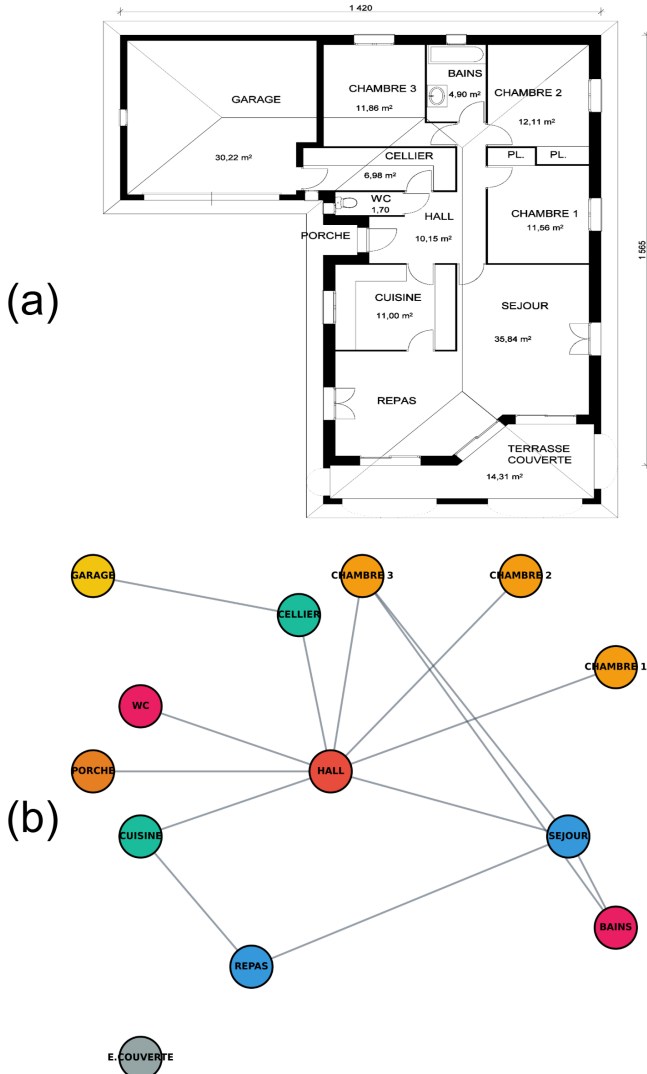 1 420
BAINS
4,90 m²
CHAMBRE 3
11,86 m²
CHAMBRE 2
12,11 m²
GARAGE
30,22 m²
CELLIER
6,98 m²
PL.
PL.
WC
1,70
HALL
10,15 m²
CHAMBRE 1
11,56 m²
PORCHE
1 565
(a)
CUISINE
11,00 m²
SEJOUR
35,84 m²
REPAS
TERRASSE
COUVERTE
14,31 m²
GARAGE
CHAMBRE 3
CHAMBRE 2
CELLIER
CHAMBRE 1
WC
PORCHE
HALL
(b)
CUISINE
SEJOUR
BAINS
REPAS
E.COUVERTE